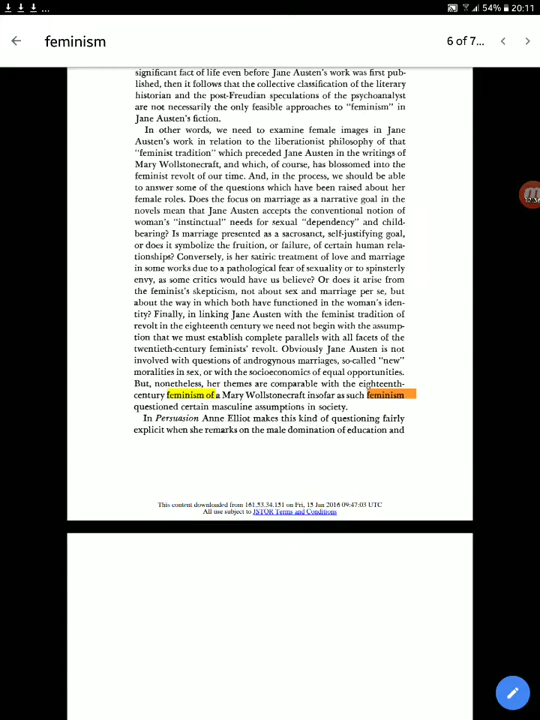 ... 54% 20:11
feminism 6 of 7...
significant fact of life even before Jane Austen's work was first pub-
lished, then it follows that the collective classification of the literary
historian and the post-Freudian speculations of the psychoanalyst
are not necessarily the only feasible approaches to "feminism" in
Jane Austen's fiction.
In other words, we need to examine female images in Jane
Austen's work in relation to the liberationist philosophy of that
"feminist tradition" which preceded Jane Austen in the writings of
Mary Wollstonecraft, and which, of course, has blossomed into the
feminist revolt of our time. And, in the process, we should be able
to answer some of the questions which have been raised about her
female roles. Does the focus on marriage as a narrative goal in the
novels mean that Jane Austen accepts the conventional notion of
woman's "instinctual" needs for sexual "dependency" and child-
bearing? Is marriage presented as a sacrosanct, self-justifying goal,
or does it symbolize the fruition, or failure, of certain human rela-
tionships? Conversely, is her satiric treatment of love and marriage
in some works due to a pathological fear of sexuality or to spinsterly
envy, as some critics would have us believe? Or does it arise from
the feminist's skepticism, not about sex and marriage per se, but
about the way in which both have functioned in the woman's iden-
tity? Finally, in linking Jane Austen with the feminist tradition of
revolt in the eighteenth century we need not begin with the assump-
tion that we must establish complete parallels with all facets of the
twentieth-century feminists' revolt. Obviously Jane Austen is not
involved with questions of androgynous marriages, so-called "new"
moralities in sex, or with the socioeconomics of equal opportunities.
But, nonetheless, her themes are comparable with the eighteenth-
century feminism of a Mary Wollstonecraft insofar as such feminism
questioned certain masculine assumptions in society.
In Persuasion Anne Elliot makes this kind of questioning fairly
explicit when she remarks on the male domination of education and
This content downloaded from 161.53.34.151 on Fri, 15 Jun 2016 09:47:03 UTC
All use subject to JSTOR Terms and Conditions